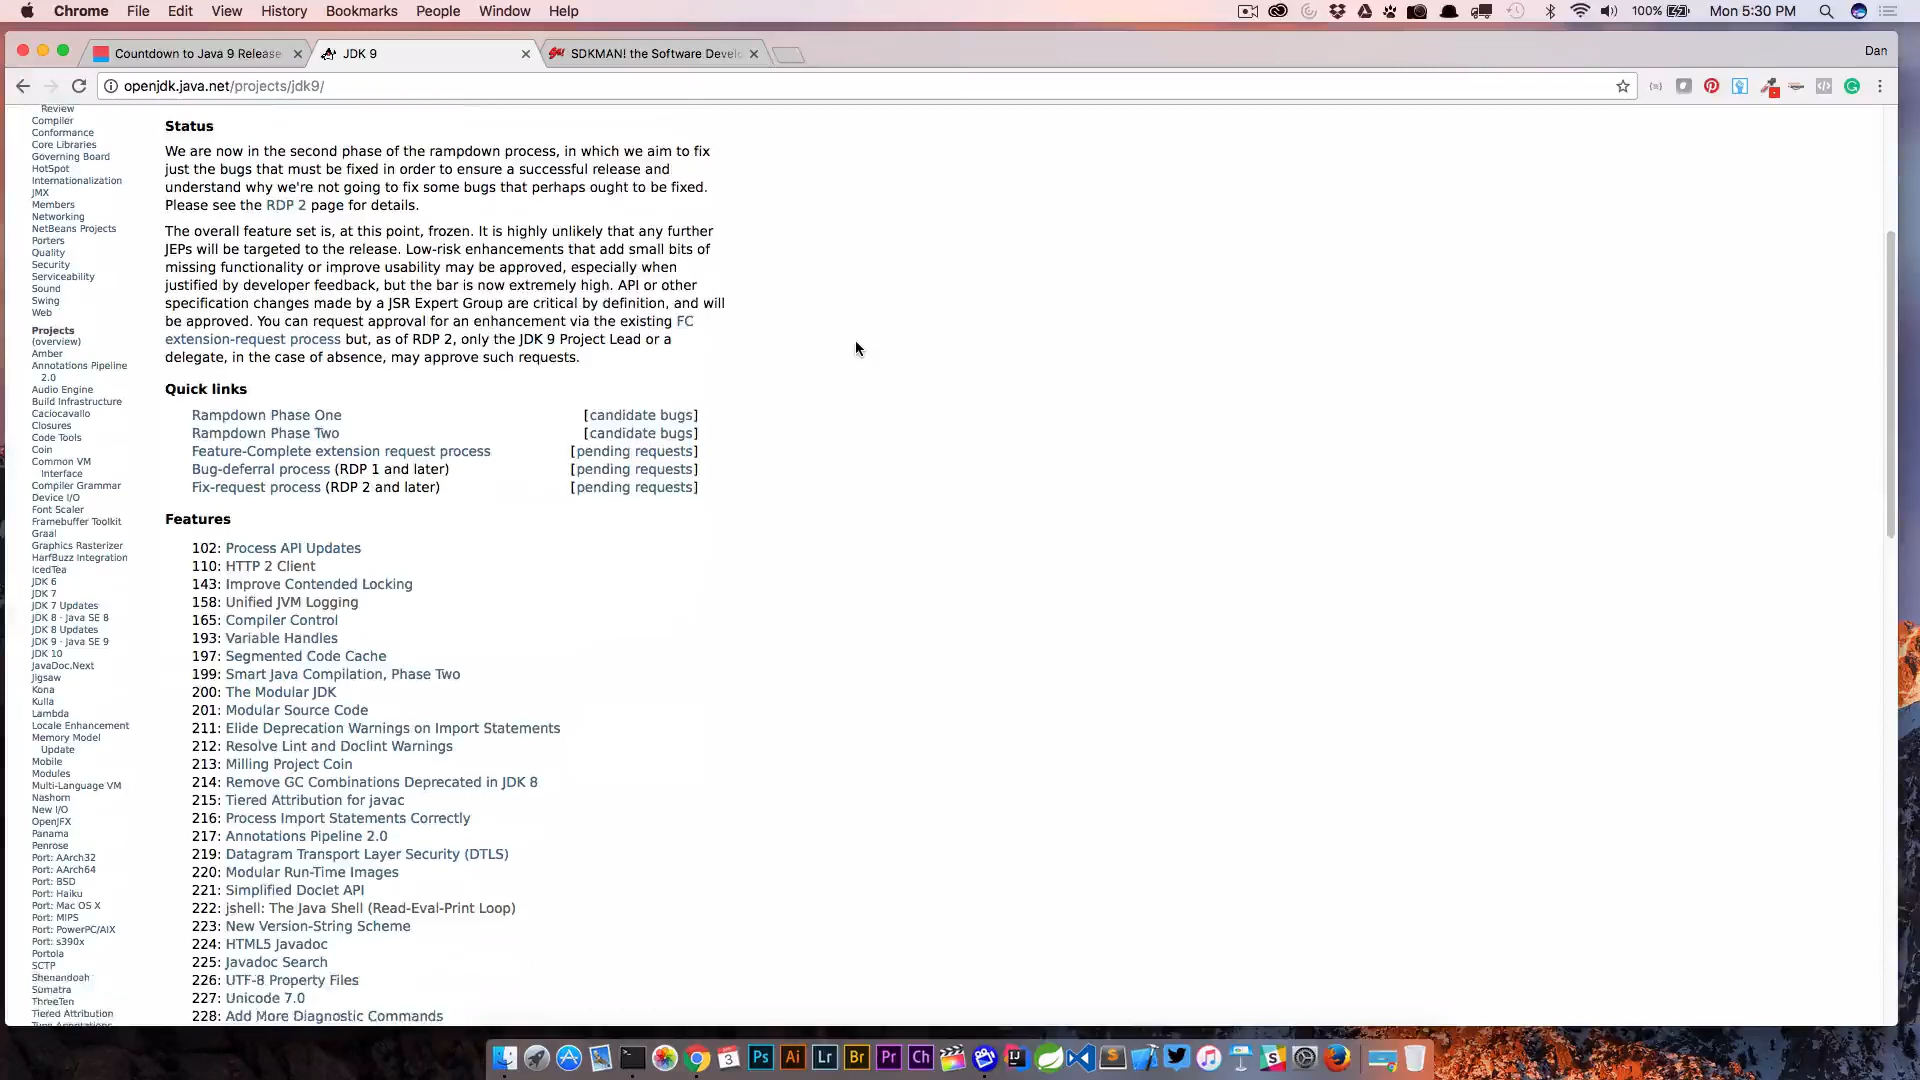 Chrome File Edit View History Bookmarks People Window Help 100% Mon 5:30 PM
Countdown to Java 9 Release JDK 9 SDKMAN! the Software Develo Dan
openjdk.java.net/projects/jdk9/
Review
Compiler
Conformance
Core Libraries
Governing Board
HotSpot
Internationalization
JMX
Members
Networking
NetBeans Projects
Porters
Quality
Security
Serviceability
Sound
Swing
Web
Projects
(overview)
Amber
Annotations Pipeline
2.0
Audio Engine
Build Infrastructure
Caciocavallo
Closures
Code Tools
Coin
Common VM
Interface
Compiler Grammar
Device I/O
Font Scaler
Framebuffer Toolkit
Graal
Graphics Rasterizer
HarfBuzz Integration
IcedTea
JDK 6
JDK 7
JDK 7 Updates
JDK 8 · Java SE 8
JDK 8 Updates
JDK 9 · Java SE 9
JDK 10
JavaDoc.Next
Jigsaw
Kona
Kulla
Lambda
Locale Enhancement
Memory Model
Update
Mobile
Modules
Multi-Language VM
Nashorn
New I/O
OpenJFX
Panama
Penrose
Port: AArch32
Port: AArch64
Port: BSD
Port: Haiku
Port: Mac OS X
Port: MIPS
Port: PowerPC/AIX
Port: s390x
Portola
SCTP
Shenandoah
Sumatra
ThreeTen
Tiered Attribution
Type Annotations
Status
We are now in the second phase of the rampdown process, in which we aim to fix
just the bugs that must be fixed in order to ensure a successful release and
understand why we're not going to fix some bugs that perhaps ought to be fixed.
Please see the RDP 2 page for details.
The overall feature set is, at this point, frozen. It is highly unlikely that any further
JEPs will be targeted to the release. Low-risk enhancements that add small bits of
missing functionality or improve usability may be approved, especially when
justified by developer feedback, but the bar is now extremely high. API or other
specification changes made by a JSR Expert Group are critical by definition, and will
be approved. You can request approval for an enhancement via the existing FC
extension-request process but, as of RDP 2, only the JDK 9 Project Lead or a
delegate, in the case of absence, may approve such requests.
Quick links
Rampdown Phase One [candidate bugs]
Rampdown Phase Two [candidate bugs]
Feature-Complete extension request process [pending requests]
Bug-deferral process (RDP 1 and later) [pending requests]
Fix-request process (RDP 2 and later) [pending requests]
Features
102: Process API Updates
110: HTTP 2 Client
143: Improve Contended Locking
158: Unified JVM Logging
165: Compiler Control
193: Variable Handles
197: Segmented Code Cache
199: Smart Java Compilation, Phase Two
200: The Modular JDK
201: Modular Source Code
211: Elide Deprecation Warnings on Import Statements
212: Resolve Lint and Doclint Warnings
213: Milling Project Coin
214: Remove GC Combinations Deprecated in JDK 8
215: Tiered Attribution for javac
216: Process Import Statements Correctly
217: Annotations Pipeline 2.0
219: Datagram Transport Layer Security (DTLS)
220: Modular Run-Time Images
221: Simplified Doclet API
222: jshell: The Java Shell (Read-Eval-Print Loop)
223: New Version-String Scheme
224: HTML5 Javadoc
225: Javadoc Search
226: UTF-8 Property Files
227: Unicode 7.0
228: Add More Diagnostic Commands
3 Ps Ai Lr Br Pr Ch IJ